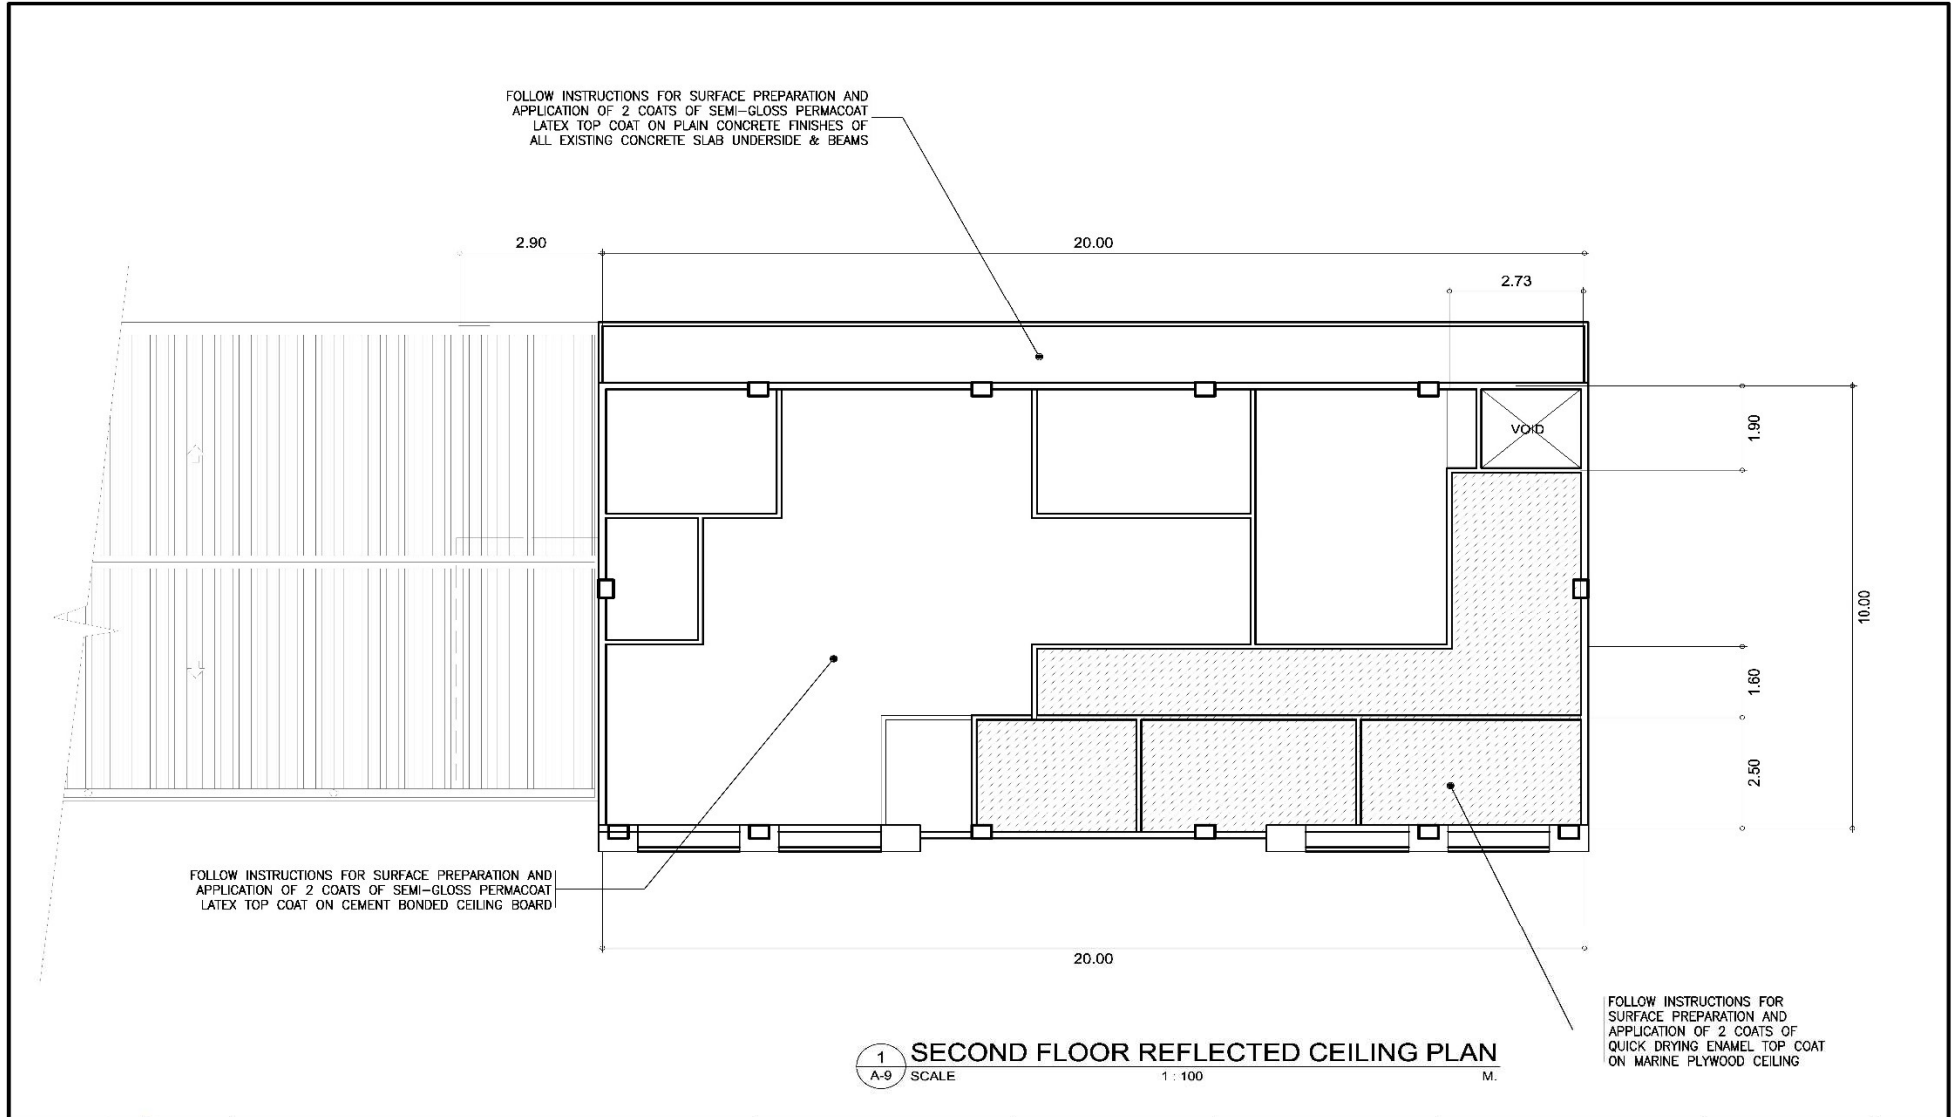 FOLLOW INSTRUCTIONS FOR SURFACE PREPARATION AND
APPLICATION OF 2 COATS OF SEMI-GLOSS PERMACOAT
LATEX TOP COAT ON PLAIN CONCRETE FINISHES OF
ALL EXISTING CONCRETE SLAB UNDERSIDE & BEAMS
2.90
20.00
2.73
VOID
1.90
10.00
1.60
2.50
FOLLOW INSTRUCTIONS FOR SURFACE PREPARATION AND
APPLICATION OF 2 COATS OF SEMI-GLOSS PERMACOAT
LATEX TOP COAT ON CEMENT BONDED CEILING BOARD
20.00
FOLLOW INSTRUCTIONS FOR
SURFACE PREPARATION AND
APPLICATION OF 2 COATS OF
QUICK DRYING ENAMEL TOP COAT
ON MARINE PLYWOOD CEILING
1
A-9
SECOND FLOOR REFLECTED CEILING PLAN
SCALE 1 : 100 M.